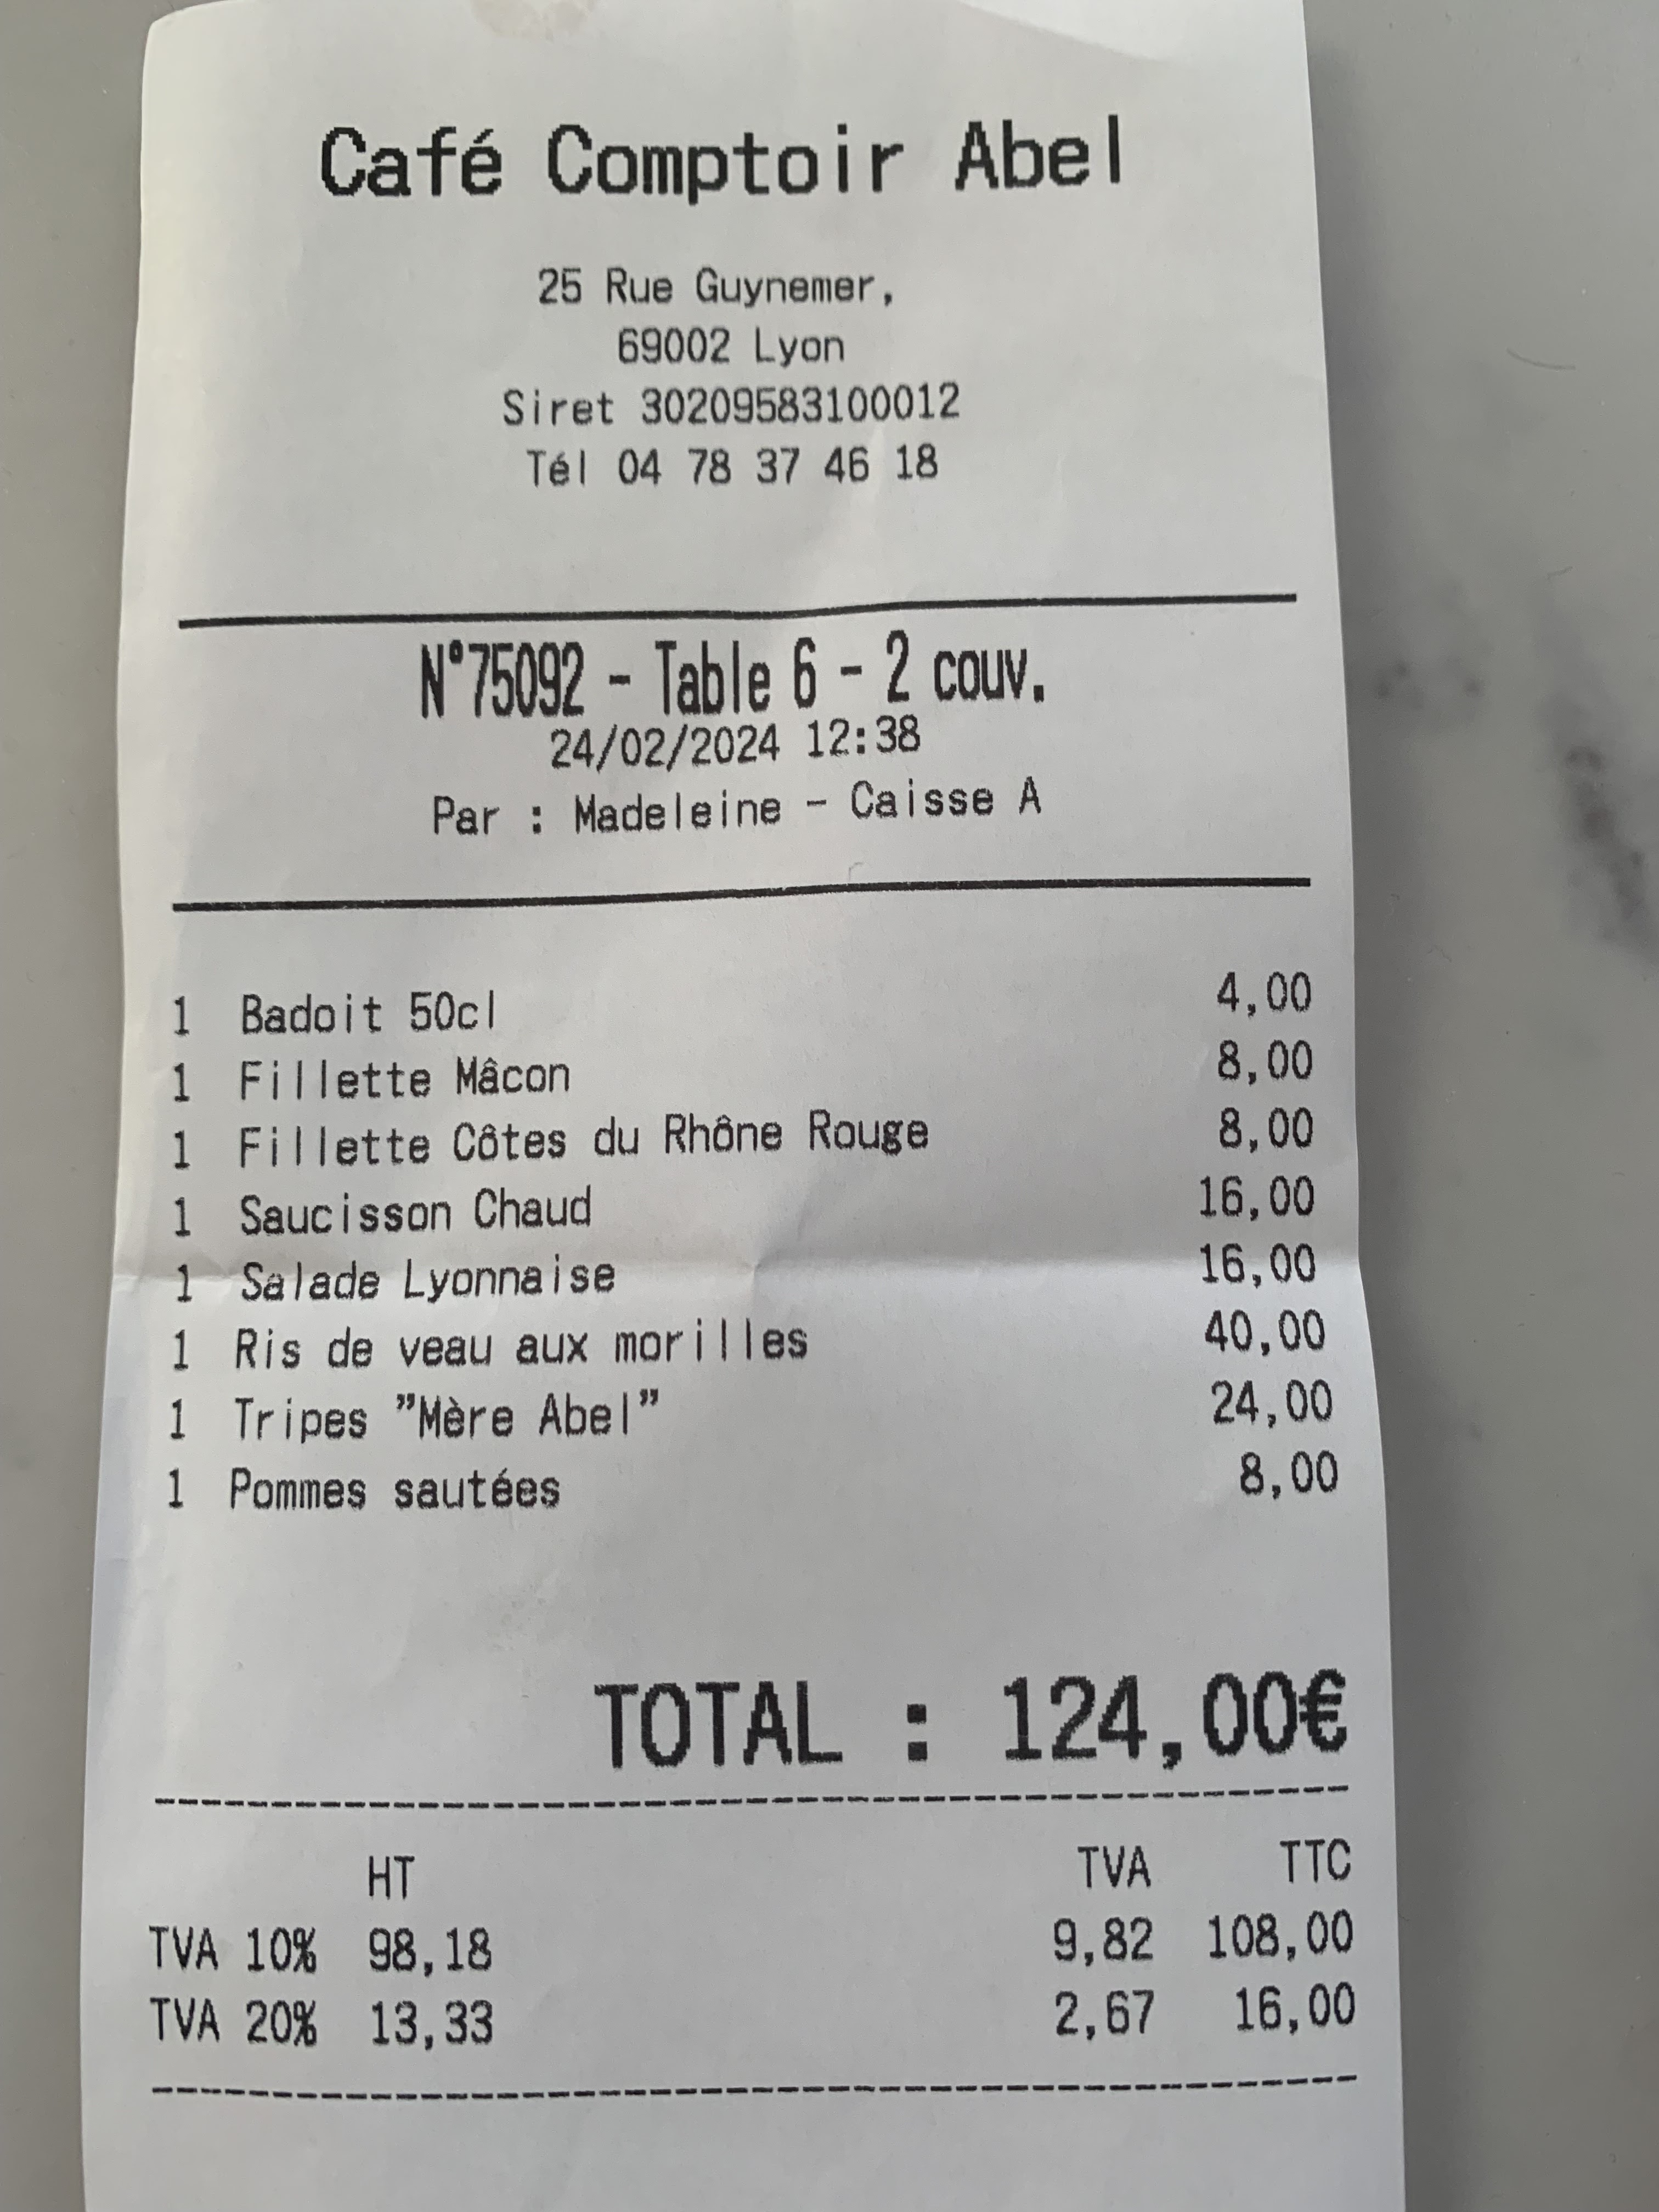 Café Comptoir Abel
25 Rue Guynemer,
69002 Lyon
Siret 30209583100012
Tél 04 78 37 46 18
N°75092 - Table 6 - 2 couv.
24/02/2024 12:38
Par : Madeleine - Caisse A
1 Badoit 50cl 4,00
1 Fillette Mâcon 8,00
1 Fillette Côtes du Rhône Rouge 8,00
1 Saucisson Chaud 16,00
1 Salade Lyonnaise 16,00
1 Ris de veau aux morilles 40,00
1 Tripes "Mère Abel" 24,00
1 Pommes sautées 8,00
TOTAL : 124,00€
HT TVA TTC
TVA 10% 98,18 9,82 108,00
TVA 20% 13,33 2,67 16,00